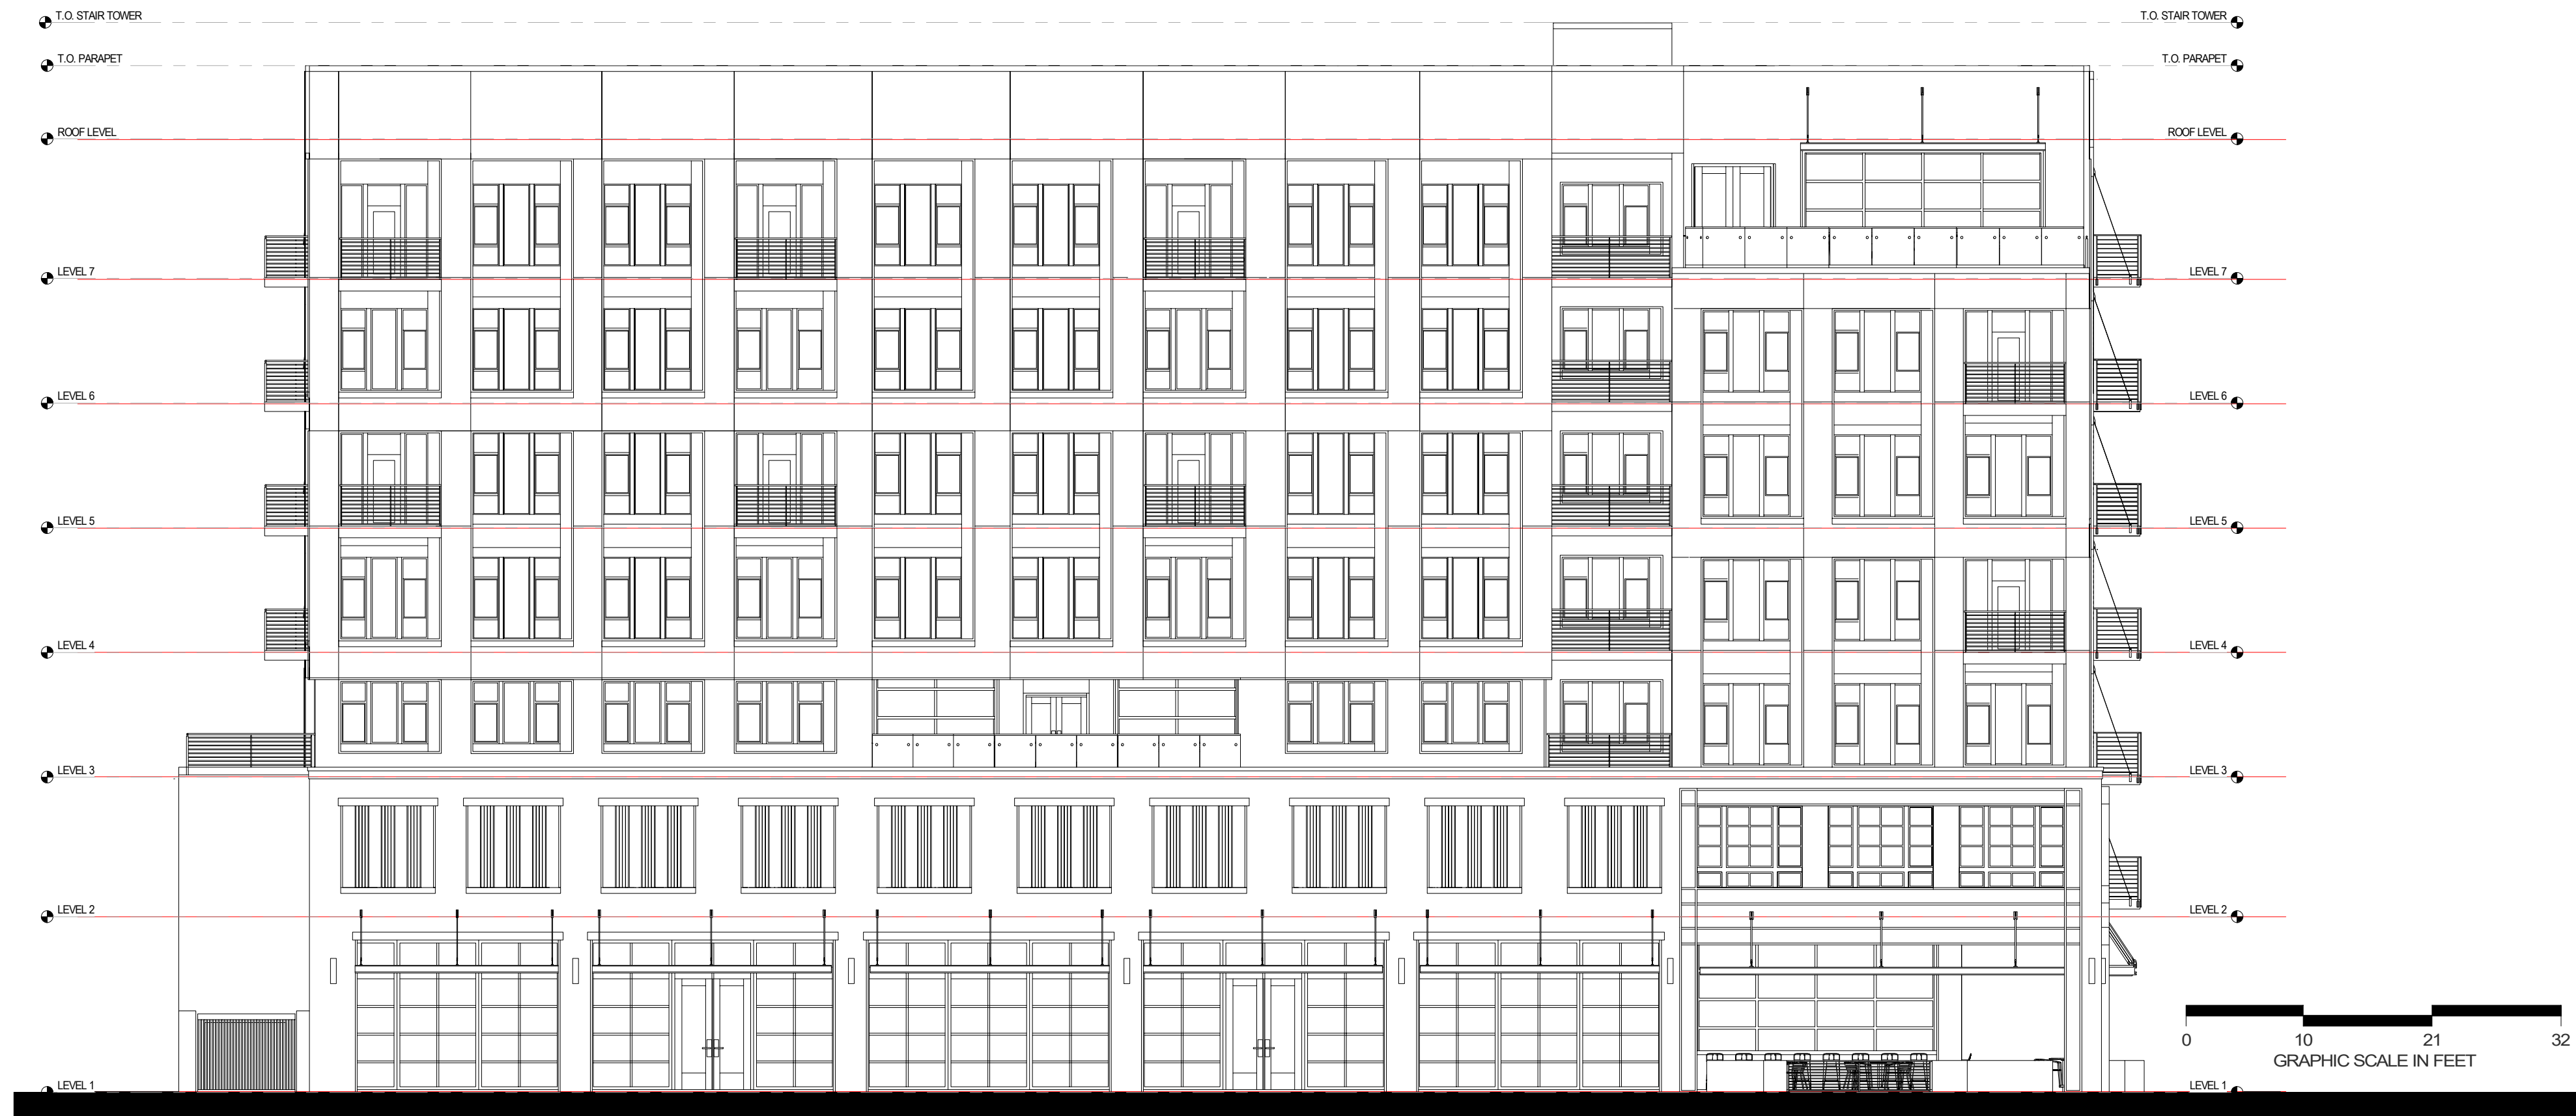 T.O. STAIR TOWER T.O. STAIR TOWER
T.O. PARAPET T.O. PARAPET
ROOF LEVEL ROOF LEVEL
LEVEL 7 LEVEL 7
LEVEL 6 LEVEL 6
LEVEL 5 LEVEL 5
LEVEL 4 LEVEL 4
LEVEL 3 LEVEL 3
LEVEL 2 LEVEL 2
0 10 21 32
GRAPHIC SCALE IN FEET
LEVEL 1 LEVEL 1